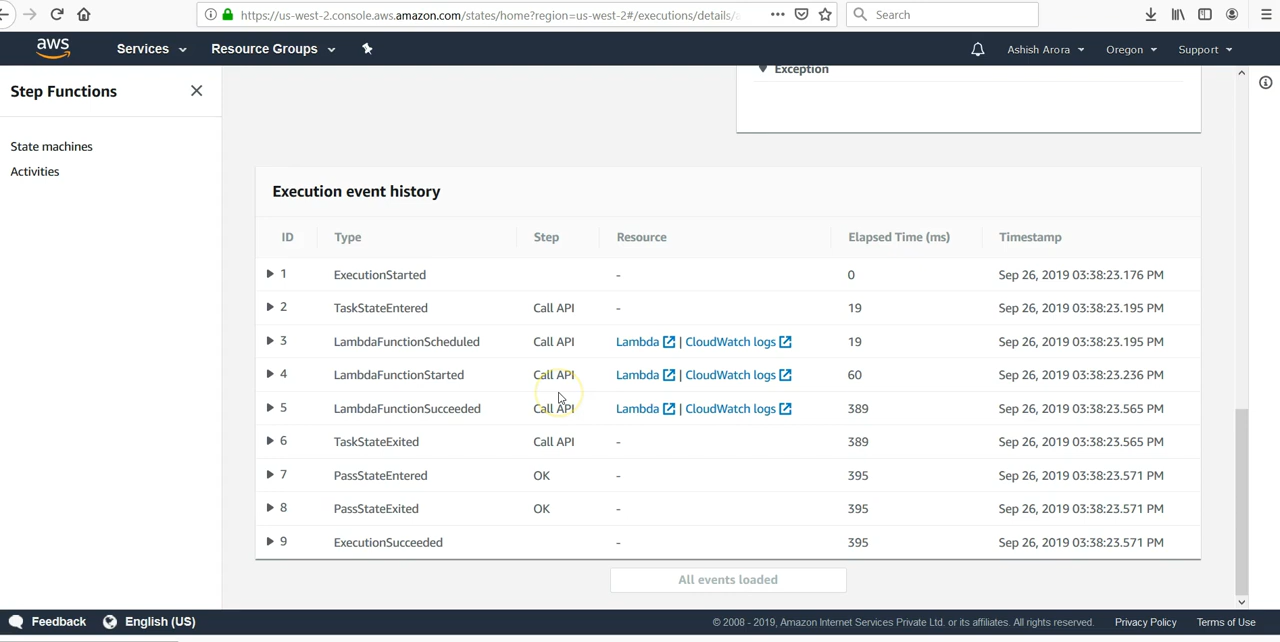 https://us-west-2.console.aws.amazon.com/states/home?region=us-west-2#/executions/details/
Search
aws
Services
Resource Groups
Ashish Arora
Oregon
Support
Step Functions
State machines
Activities
Exception
Execution event history
ID Type Step Resource Elapsed Time (ms) Timestamp
1 ExecutionStarted - 0 Sep 26, 2019 03:38:23.176 PM
2 TaskStateEntered Call API - 19 Sep 26, 2019 03:38:23.195 PM
3 LambdaFunctionScheduled Call API Lambda | CloudWatch logs 19 Sep 26, 2019 03:38:23.195 PM
4 LambdaFunctionStarted Call API Lambda | CloudWatch logs 60 Sep 26, 2019 03:38:23.236 PM
5 LambdaFunctionSucceeded Call API Lambda | CloudWatch logs 389 Sep 26, 2019 03:38:23.565 PM
6 TaskStateExited Call API - 389 Sep 26, 2019 03:38:23.565 PM
7 PassStateEntered OK - 395 Sep 26, 2019 03:38:23.571 PM
8 PassStateExited OK - 395 Sep 26, 2019 03:38:23.571 PM
9 ExecutionSucceeded - 395 Sep 26, 2019 03:38:23.571 PM
All events loaded
Feedback English (US) © 2008 - 2019, Amazon Internet Services Private Ltd. or its affiliates. All rights reserved. Privacy Policy Terms of Use